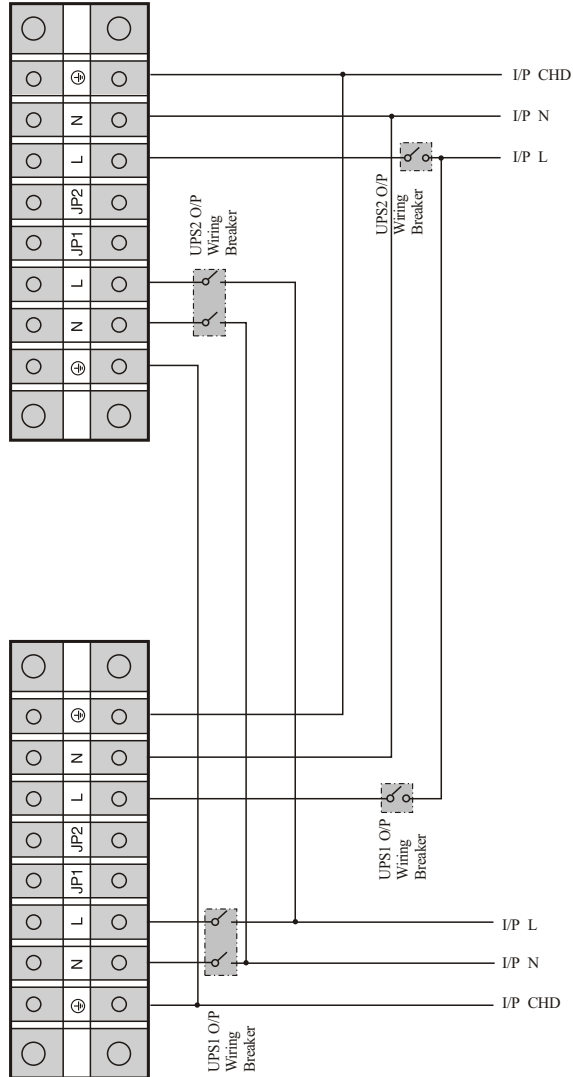 I/P CHD
N
I/P N
L
I/P L
JP2
UPS2 O/P
Wiring
Breaker
UPS2 O/P
Wiring
Breaker
JP1
L
N
N
L
JP2
UPS1 O/P
Wiring
Breaker
JP1
L
I/P L
N
I/P N
I/P CHD
UPS1 O/P
Wiring
Breaker